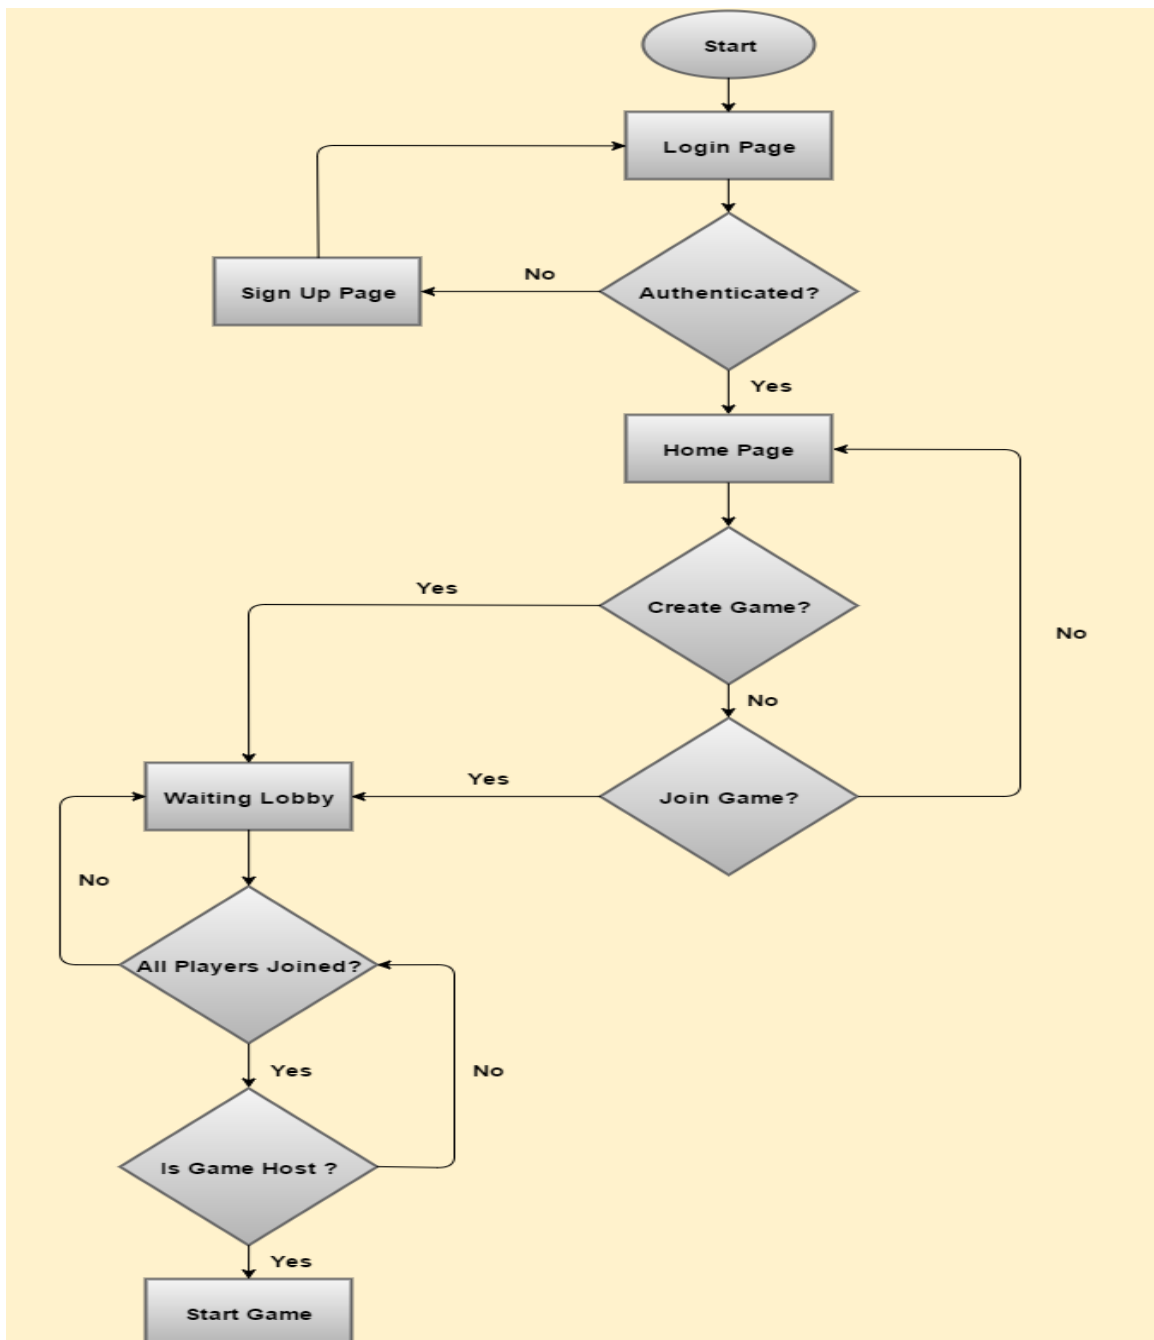 Start
Login Page
No
Sign Up Page
Authenticated?
Yes
Home Page
Yes
Create Game?
No
No
Yes
Waiting Lobby
Join Game?
No
All Players Joined?
Yes
No
Is Game Host ?
Yes
Start Game